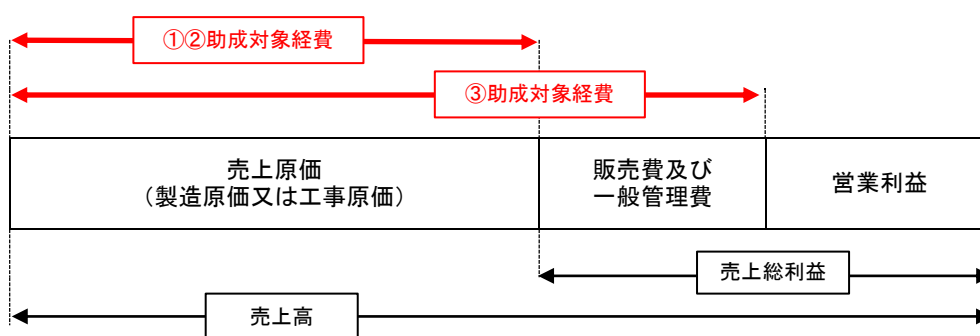 ①②助成対象経費
③助成対象経費
売上原価
（製造原価又は工事原価）
販売費及び
一般管理費
営業利益
売上総利益
売上高